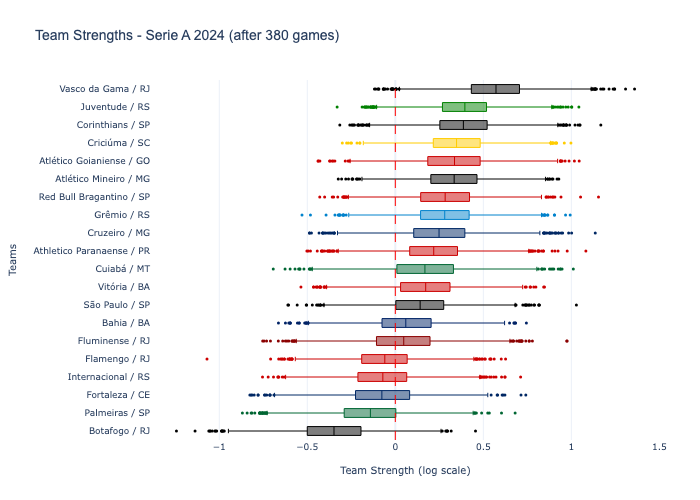 Team Strengths - Serie A 2024 (after 380 games)
Vasco da Gama / RJ
Juventude / RS
Corinthians / SP
Criciúma / SC
Atlético Goianiense / GO
Atlético Mineiro / MG
Red Bull Bragantino / SP
Grêmio / RS
Cruzeiro / MG
Athletico Paranaense / PR
Cuiabá / MT
Vitória / BA
São Paulo / SP
Bahia / BA
Fluminense / RJ
Flamengo / RJ
Internacional / RS
Fortaleza / CE
Palmeiras / SP
Botafogo / RJ
Teams
−1 −0.5 0 0.5 1 1.5
Team Strength (log scale)